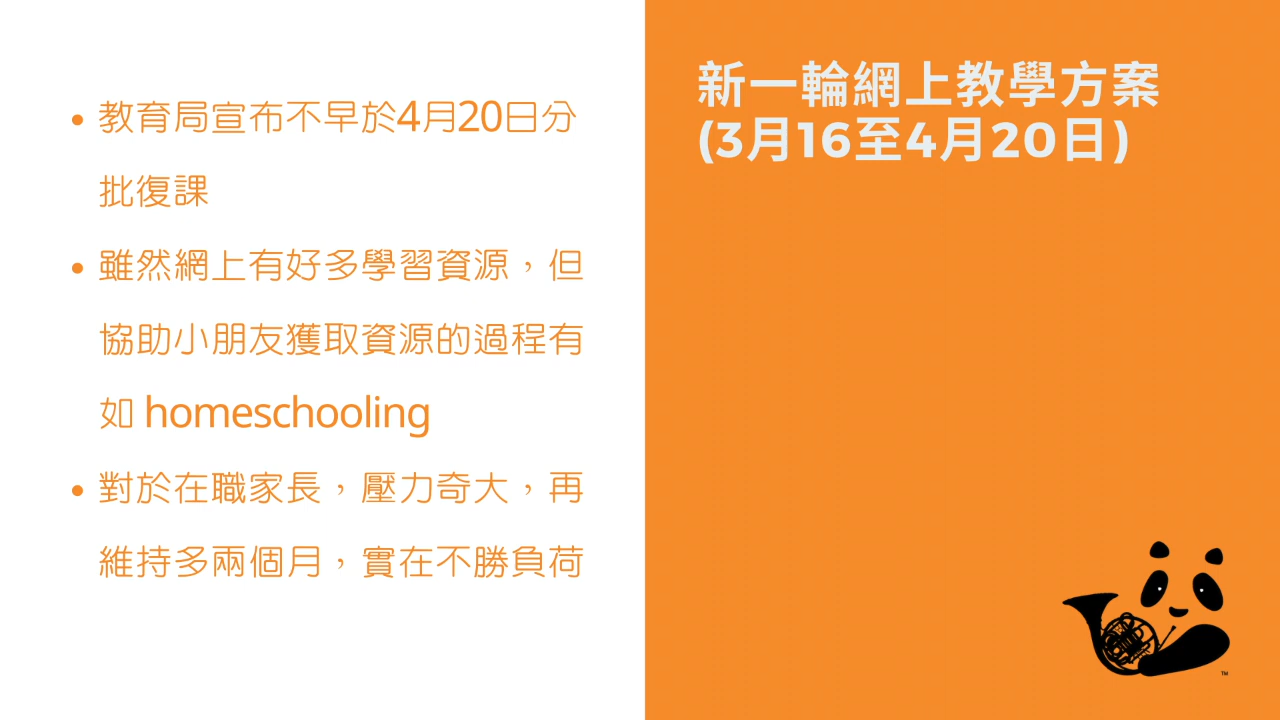 新一輪網上教學方案
(3月16至4月20日)
• 教育局宣布不早於4月20日分
批復課
• 雖然網上有好多學習資源，但
協助小朋友獲取資源的過程有
如 homeschooling
• 對於在職家長，壓力奇大，再
維持多兩個月，實在不勝負荷
TM